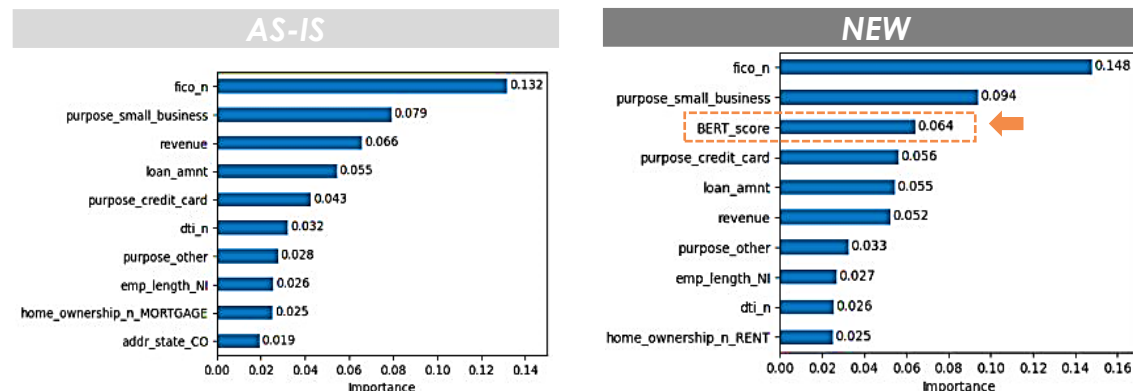 AS-IS
fico_n 0.132
purpose_small_business 0.079
revenue 0.066
loan_amnt 0.055
purpose_credit_card 0.043
dti_n 0.032
purpose_other 0.028
emp_length_NI 0.026
home_ownership_n_MORTGAGE 0.025
addr_state_CO 0.019
0.00 0.02 0.04 0.06 0.08 0.10 0.12 0.14
Importance
NEW
fico_n 0.148
purpose_small_business 0.094
BERT_score 0.064
purpose_credit_card 0.056
loan_amnt 0.055
revenue 0.052
purpose_other 0.033
emp_length_NI 0.027
dti_n 0.026
home_ownership_n_RENT 0.025
0.00 0.02 0.04 0.06 0.08 0.10 0.12 0.14 0.16
Importance